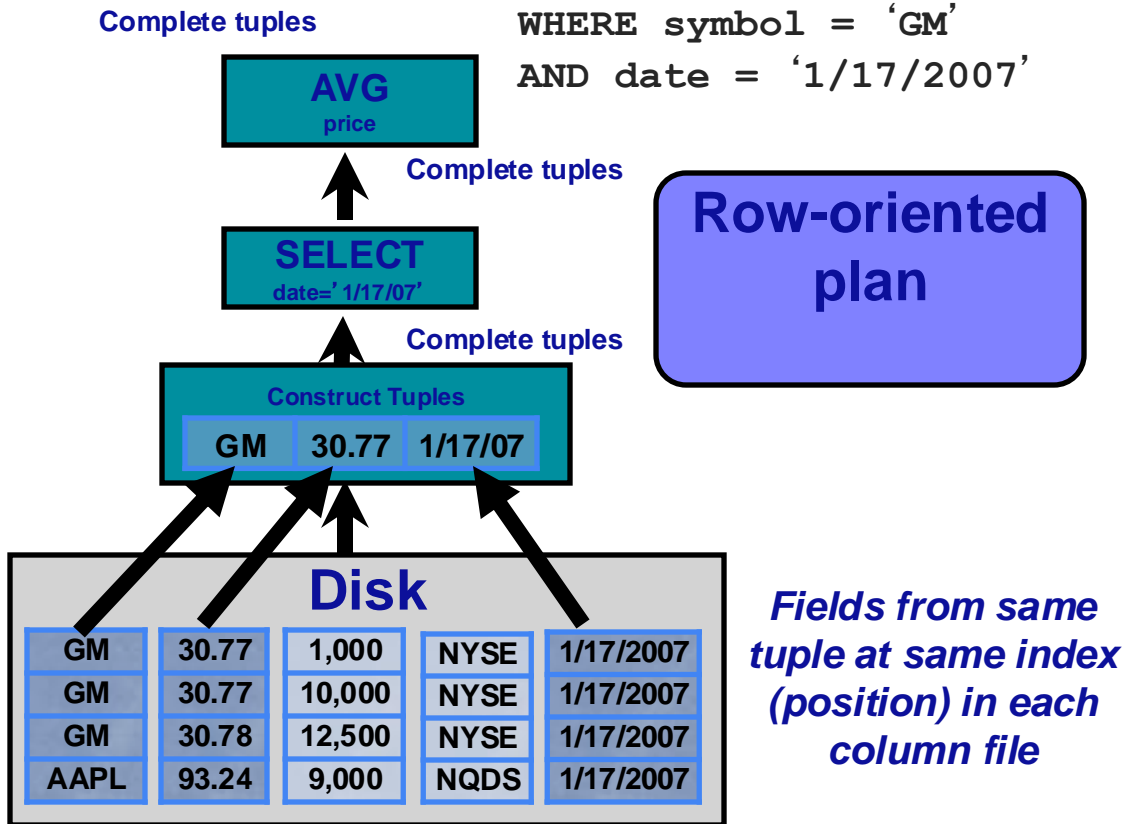 Complete tuples
WHERE symbol = ‘GM’
AND date = ‘1/17/2007’
AVG
price
Complete tuples
Row-oriented
plan
SELECT
date=’1/17/07’
Complete tuples
Construct Tuples
GM 30.77 1/17/07
Disk
GM 30.77 1,000 NYSE 1/17/2007
GM 30.77 10,000 NYSE 1/17/2007
GM 30.78 12,500 NYSE 1/17/2007
AAPL 93.24 9,000 NQDS 1/17/2007
Fields from same
tuple at same index
(position) in each
column file